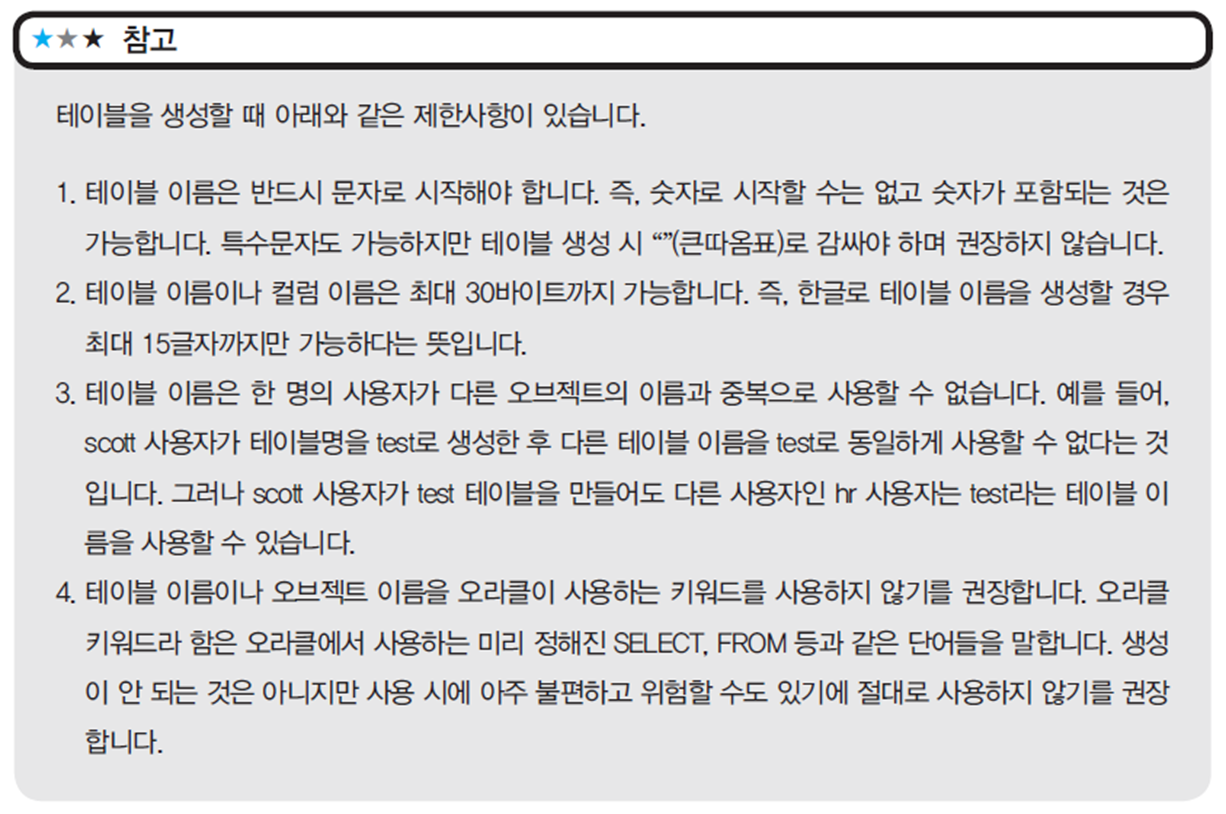 ★★★ 참고
테이블을 생성할 때 아래와 같은 제한사항이 있습니다.
1. 테이블 이름은 반드시 문자로 시작해야 합니다. 즉, 숫자로 시작할 수는 없고 숫자가 포함되는 것은
가능합니다. 특수문자도 가능하지만 테이블 생성 시 “”(큰따옴표)로 감싸야 하며 권장하지 않습니다.
2. 테이블 이름이나 컬럼 이름은 최대 30바이트까지 가능합니다. 즉, 한글로 테이블 이름을 생성할 경우
최대 15글자까지만 가능하다는 뜻입니다.
3. 테이블 이름은 한 명의 사용자가 다른 오브젝트의 이름과 중복으로 사용할 수 없습니다. 예를 들어,
scott 사용자가 테이블명을 test로 생성한 후 다른 테이블 이름을 test로 동일하게 사용할 수 없다는 것
입니다. 그러나 scott 사용자가 test 테이블을 만들어도 다른 사용자인 hr 사용자는 test라는 테이블 이
름을 사용할 수 있습니다.
4. 테이블 이름이나 오브젝트 이름을 오라클이 사용하는 키워드를 사용하지 않기를 권장합니다. 오라클
키워드라 함은 오라클에서 사용하는 미리 정해진 SELECT, FROM 등과 같은 단어들을 말합니다. 생성
이 안 되는 것은 아니지만 사용 시에 아주 불편하고 위험할 수도 있기에 절대로 사용하지 않기를 권장
합니다.